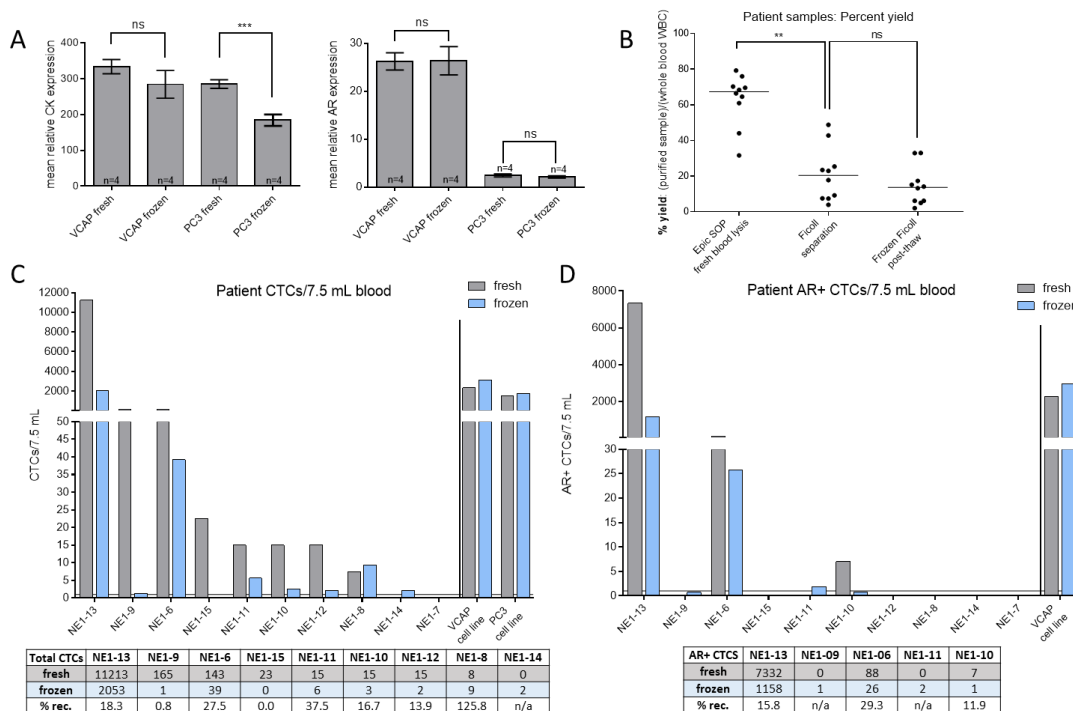 A
mean relative CK expression
400
300
200
100
0
ns
***
n=4
n=4
n=4
n=4
VCAP fresh
VCAP frozen
PC3 fresh
PC3 frozen
mean relative AR expression
30
20
10
0
ns
ns
n=4
n=4
n=4
n=4
VCAP fresh
VCAP frozen
PC3 fresh
PC3 frozen
B
Patient samples: Percent yield
% yield: (purified sample)/(whole blood WBC)
100
80
60
40
20
0
**
ns
Epic SOP
fresh blood lysis
Ficoll
separation
Frozen Ficoll
post-thaw
C
Patient CTCs/7.5 mL blood
fresh
frozen
CTCs/7.5 mL
12000
10000
8000
6000
4000
2000
50
45
40
35
30
25
20
15
10
5
0
NE1-13
NE1-9
NE1-6
NE1-15
NE1-11
NE1-10
NE1-12
NE1-8
NE1-14
NE1-7
VCAP
cell line
PC3
cell line
Total CTCs NE1-13 NE1-9 NE1-6 NE1-15 NE1-11 NE1-10 NE1-12 NE1-8 NE1-14
fresh 11213 165 143 23 15 15 15 8 0
frozen 2053 1 39 0 6 3 2 9 2
% rec. 18.3 0.8 27.5 0.0 37.5 16.7 13.9 125.8 n/a
D
Patient AR+ CTCs/7.5 mL blood
fresh
frozen
AR+ CTCs/7.5 mL
8000
6000
4000
2000
30
25
20
15
10
5
0
NE1-13
NE1-9
NE1-6
NE1-15
NE1-11
NE1-10
NE1-12
NE1-8
NE1-14
NE1-7
VCAP
cell line
AR+ CTCS NE1-13 NE1-09 NE1-06 NE1-11 NE1-10
fresh 7332 0 88 0 7
frozen 1158 1 26 2 1
% rec. 15.8 n/a 29.3 n/a 11.9